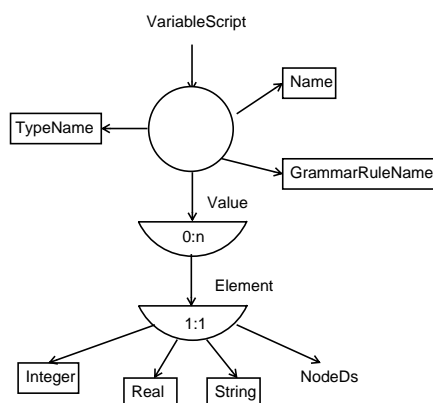 VariableScript
Name
TypeName
GrammarRuleName
Value
0:n
Element
1:1
Integer
Real
String
NodeDs